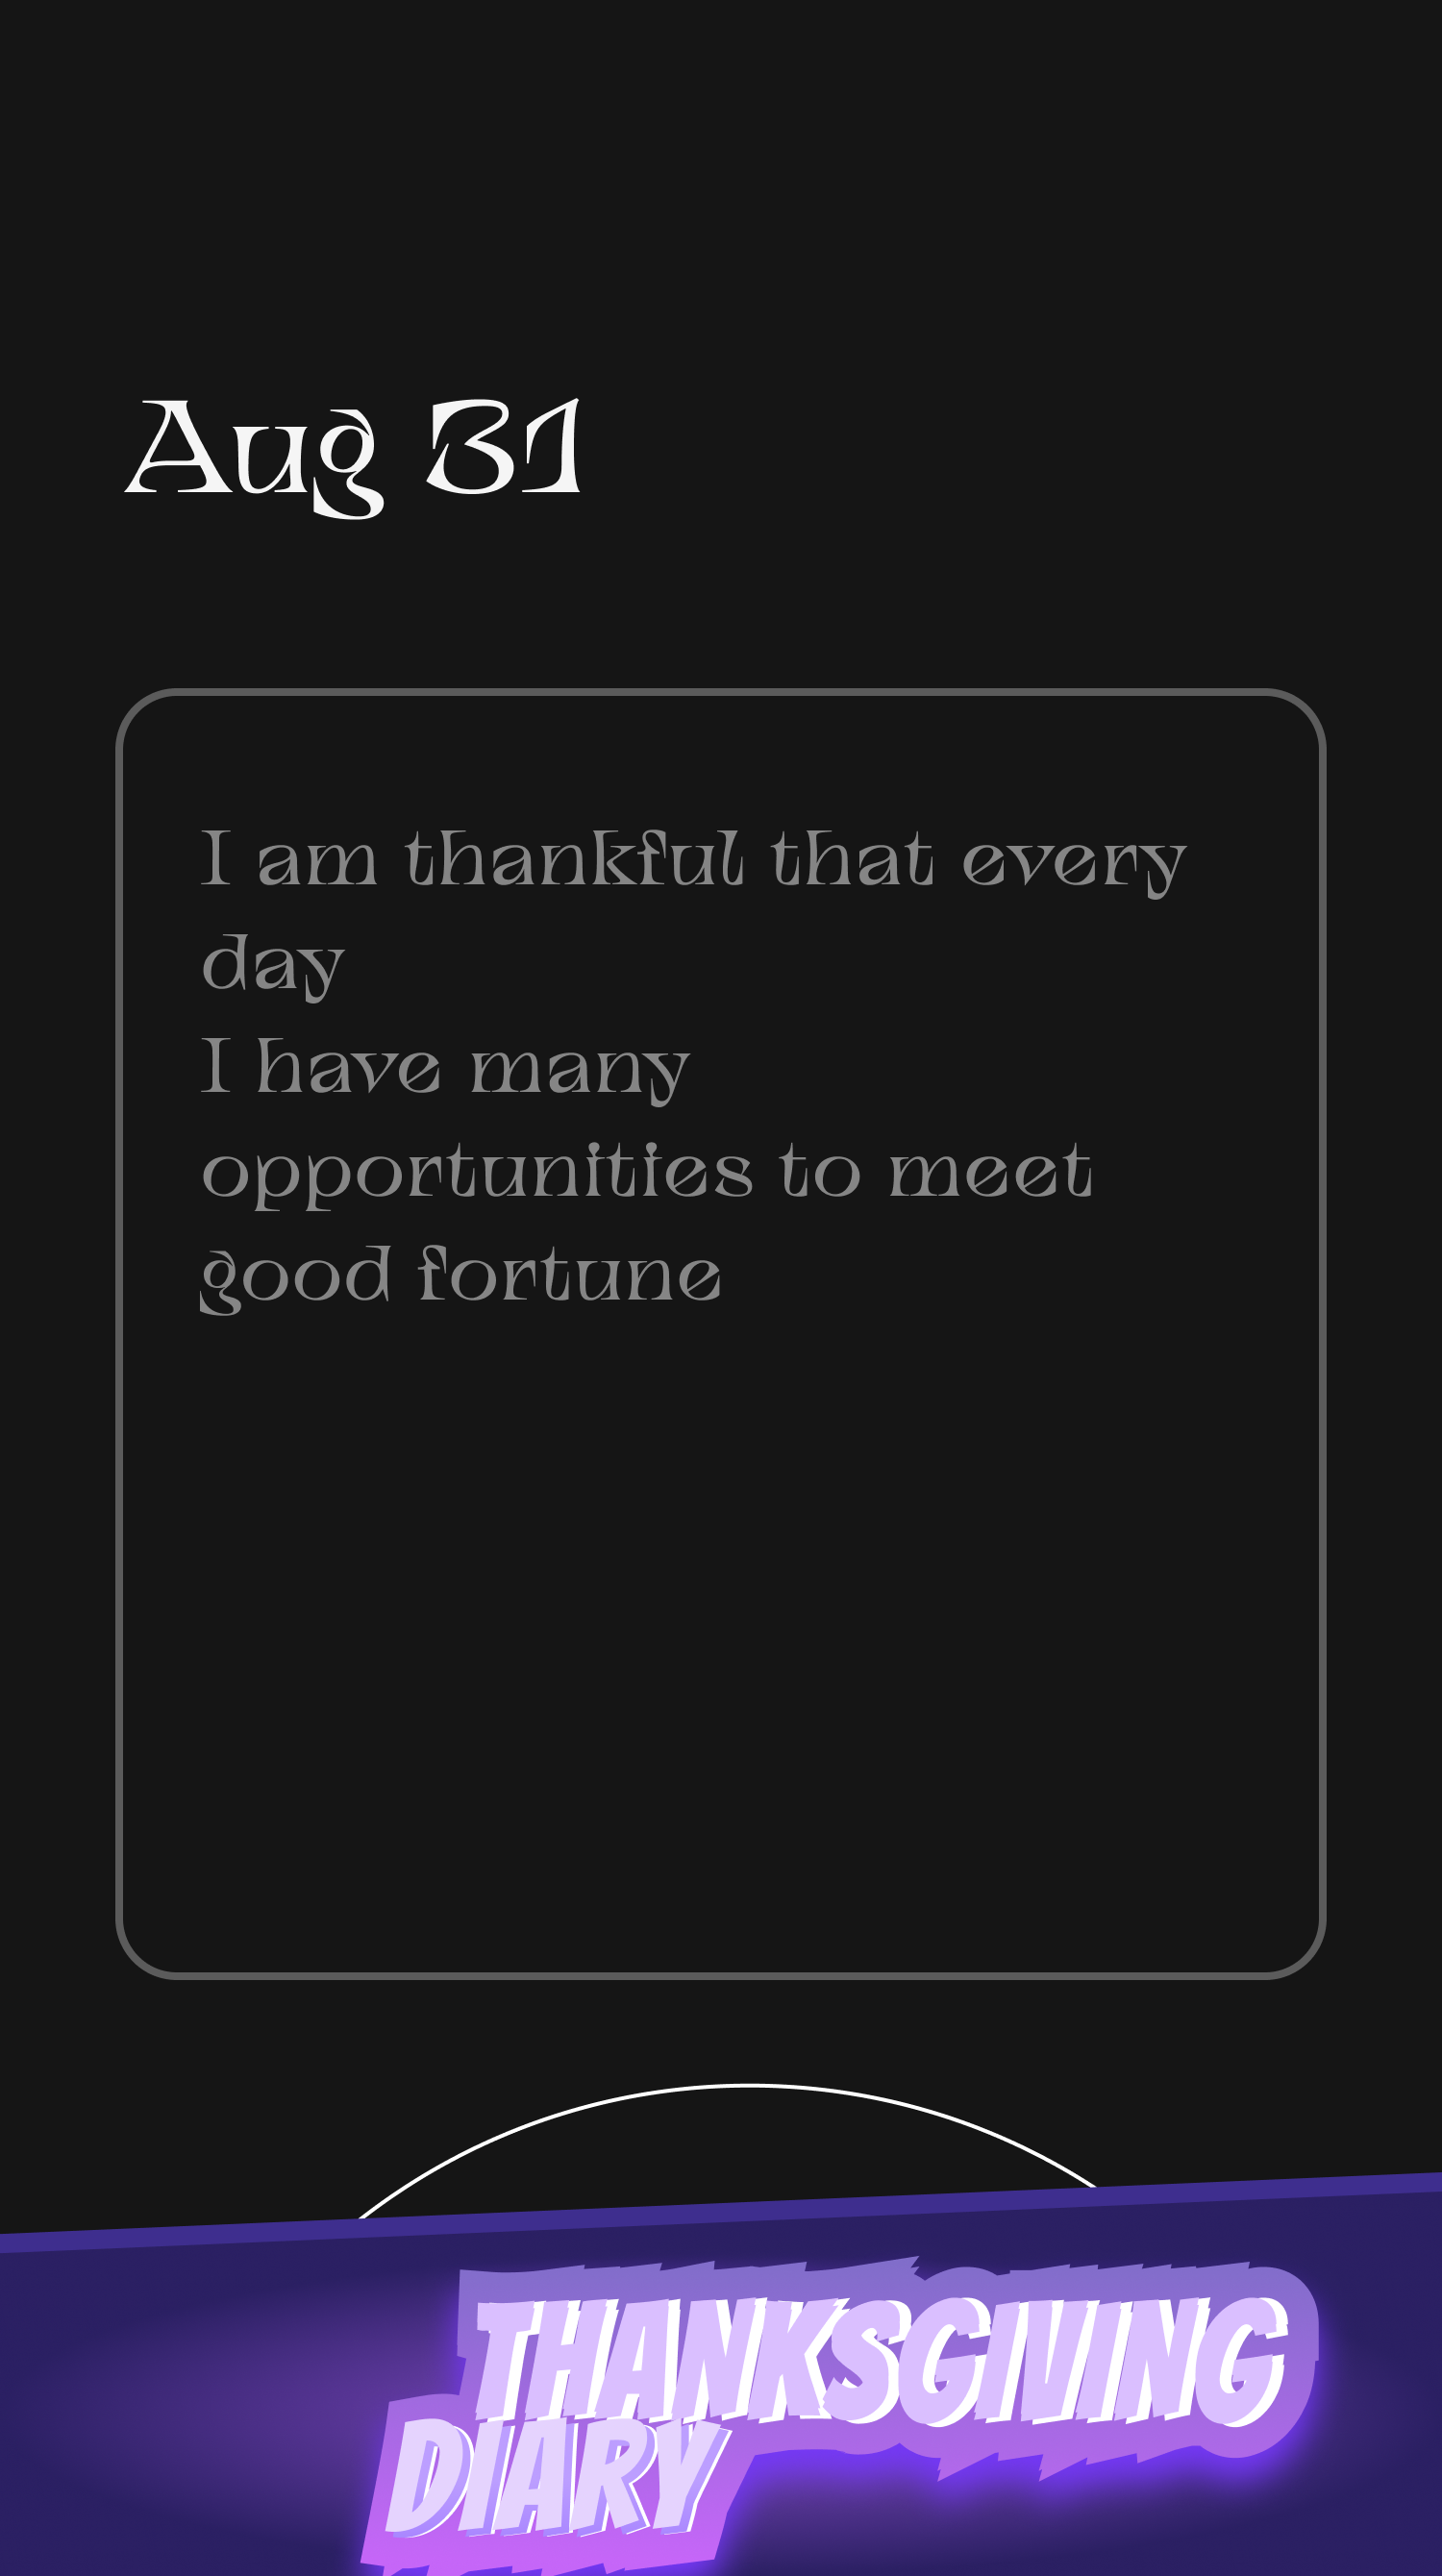 Aug 31
I am thankful that every
day
I have many
opportunities to meet
good fortune
THANKSGIVING
DIARY